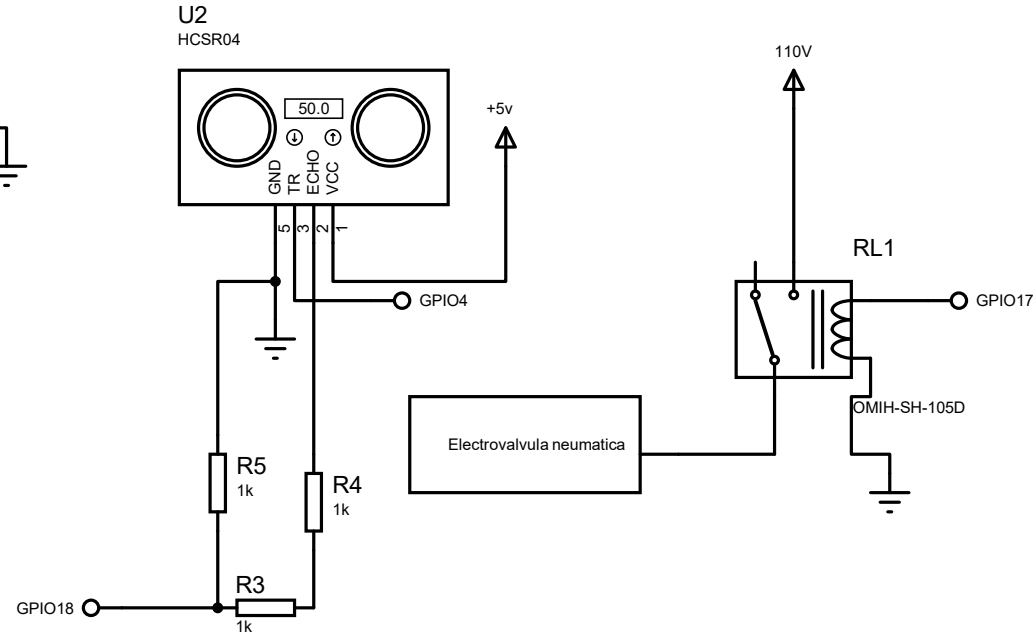 U2
HCSR04
50.0
GND
TR
ECHO
VCC
5
3
2
1
+5v
GPIO4
110V
RL1
GPIO17
OMIH-SH-105D
Electrovalvula neumatica
R5
1k
R4
1k
R3
1k
GPIO18